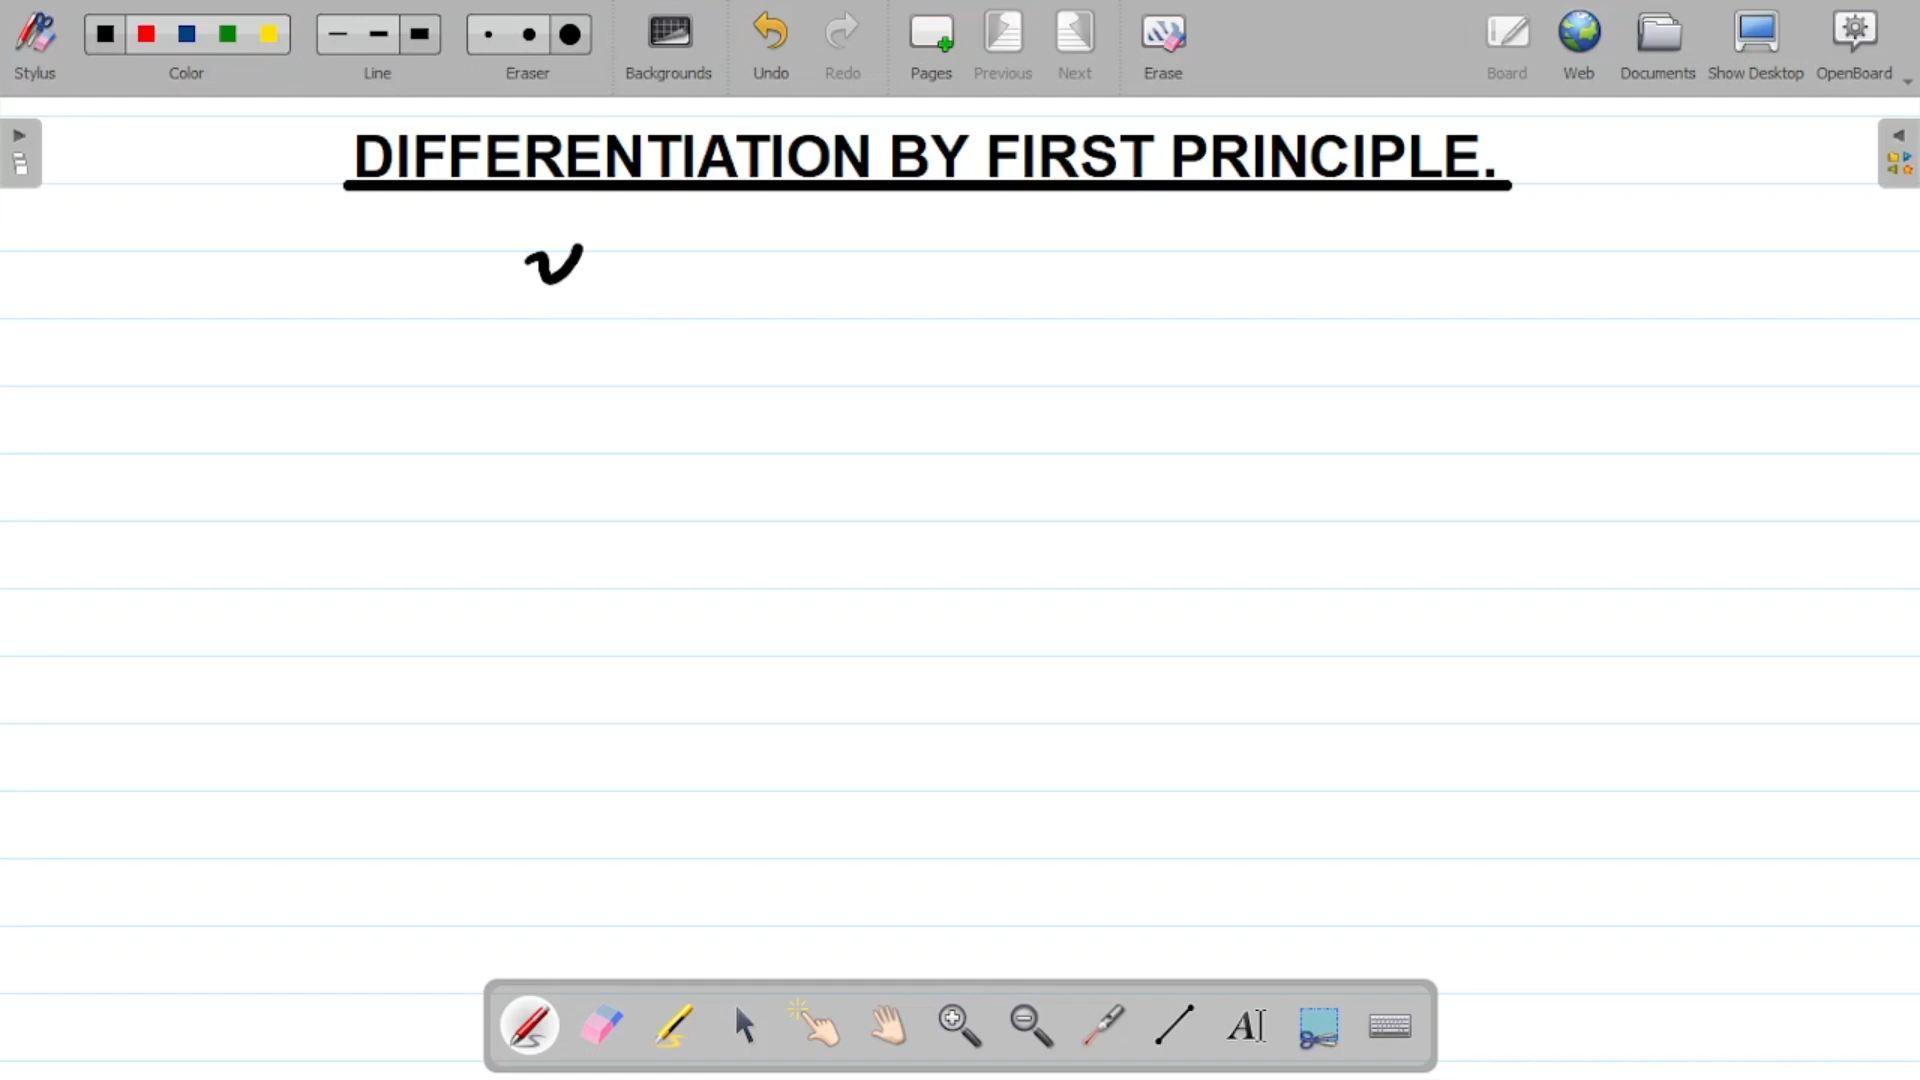 Stylus Color Line Eraser Backgrounds Undo Redo Pages Previous Next Erase Board Web Documents Show Desktop OpenBoard
DIFFERENTIATION BY FIRST PRINCIPLE.